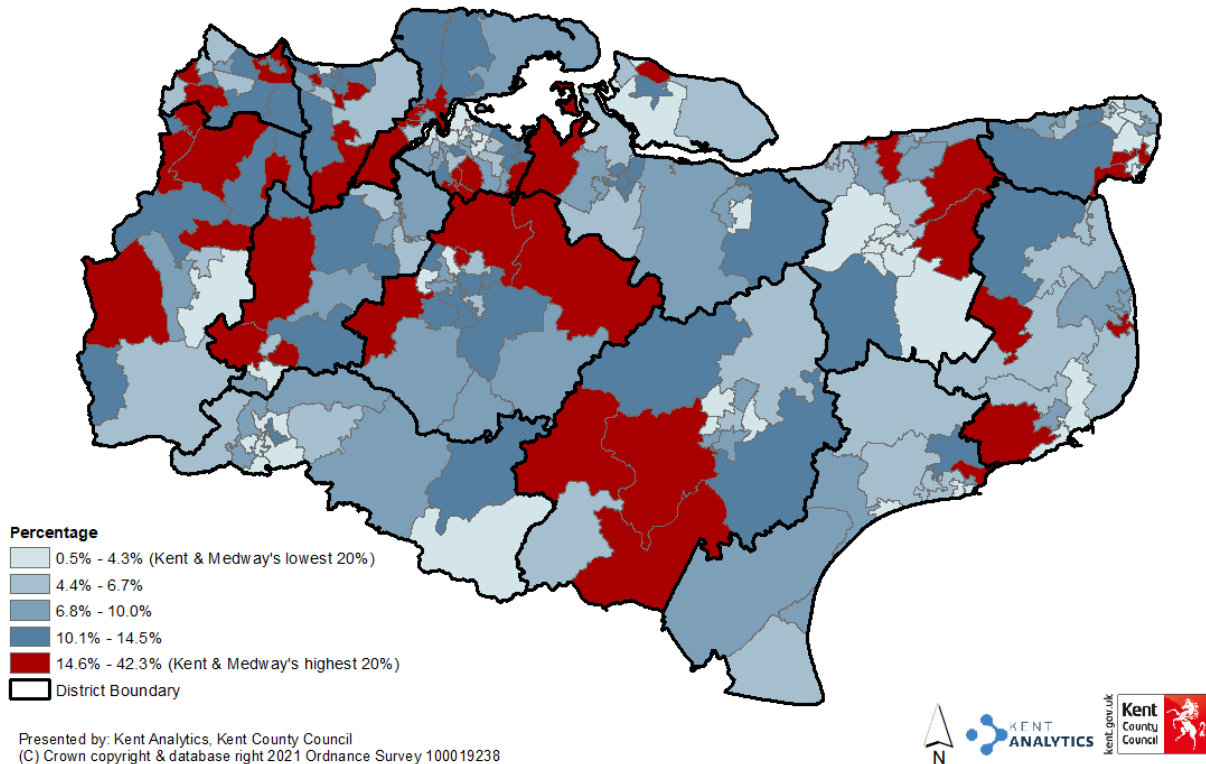 Percentage
0.5% - 4.3% (Kent & Medway's lowest 20%)
4.4% - 6.7%
6.8% - 10.0%
10.1% - 14.5%
14.6% - 42.3% (Kent & Medway's highest 20%)
District Boundary
Presented by: Kent Analytics, Kent County Council
(C) Crown copyright & database right 2021 Ordnance Survey 100019238
N
KENT
ANALYTICS
kent.gov.uk
Kent
County
Council